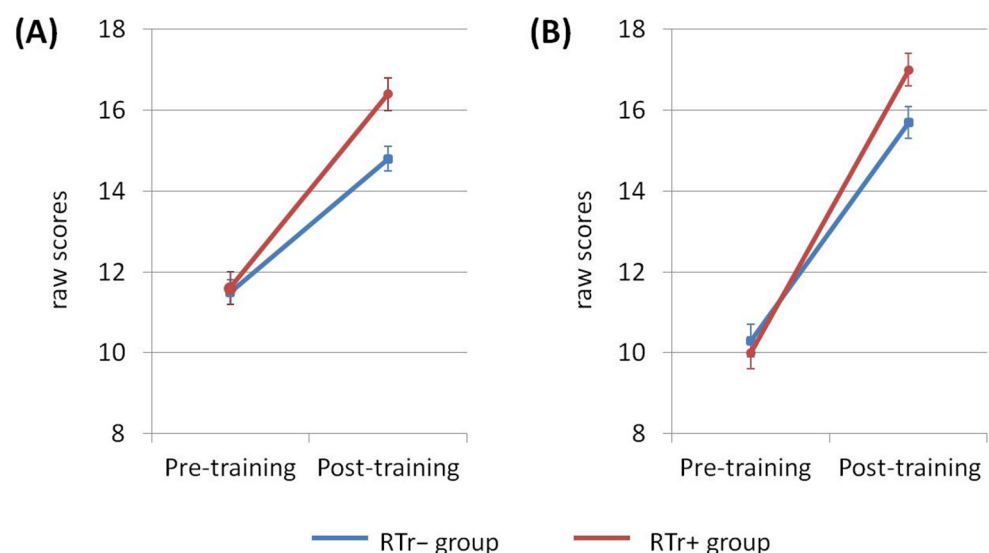 (A)
18
16
14
12
10
8
raw scores
Pre-training Post-training
(B)
18
16
14
12
10
8
raw scores
Pre-training Post-training
RTr− group RTr+ group